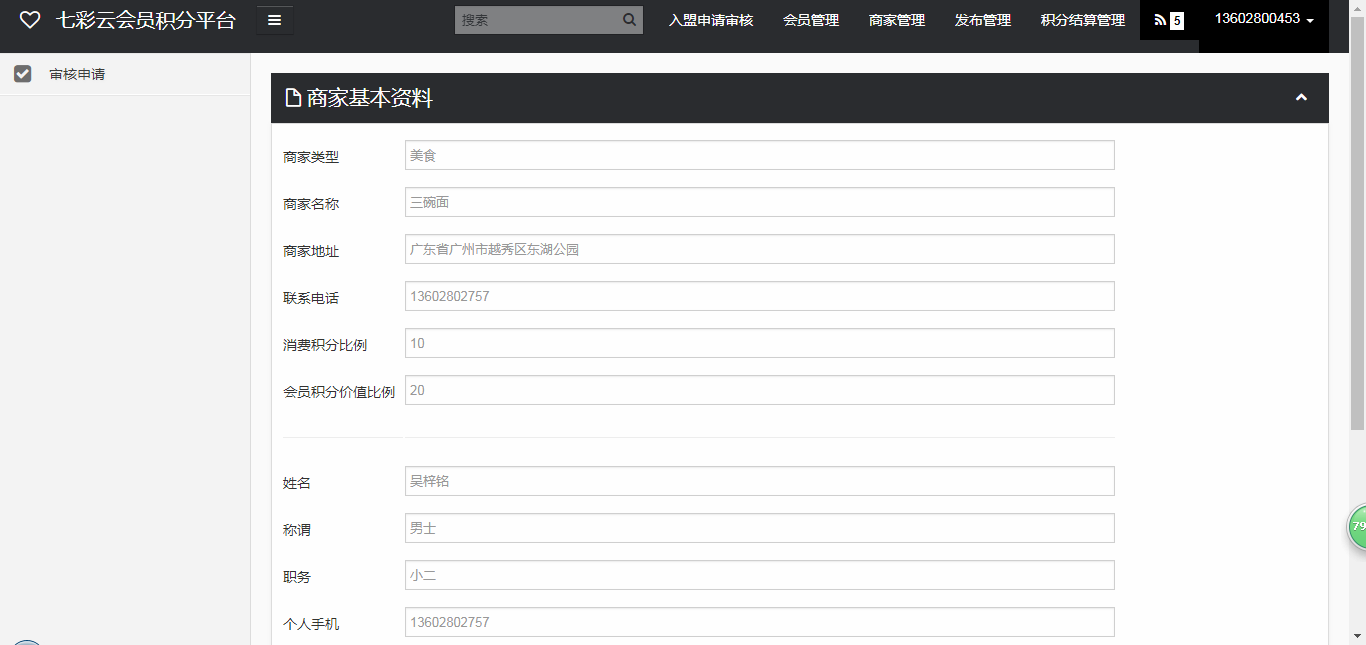 七彩云会员积分平台
搜索
入盟申请审核 会员管理 商家管理 发布管理 积分结算管理 5 13602800453
审核申请
商家基本资料
商家类型 美食
商家名称 三碗面
商家地址 广东省广州市越秀区东湖公园
联系电话 13602802757
消费积分比例 10
会员积分价值比例 20
姓名 吴梓铭
称谓 男士
职务 小二
个人手机 13602802757
79